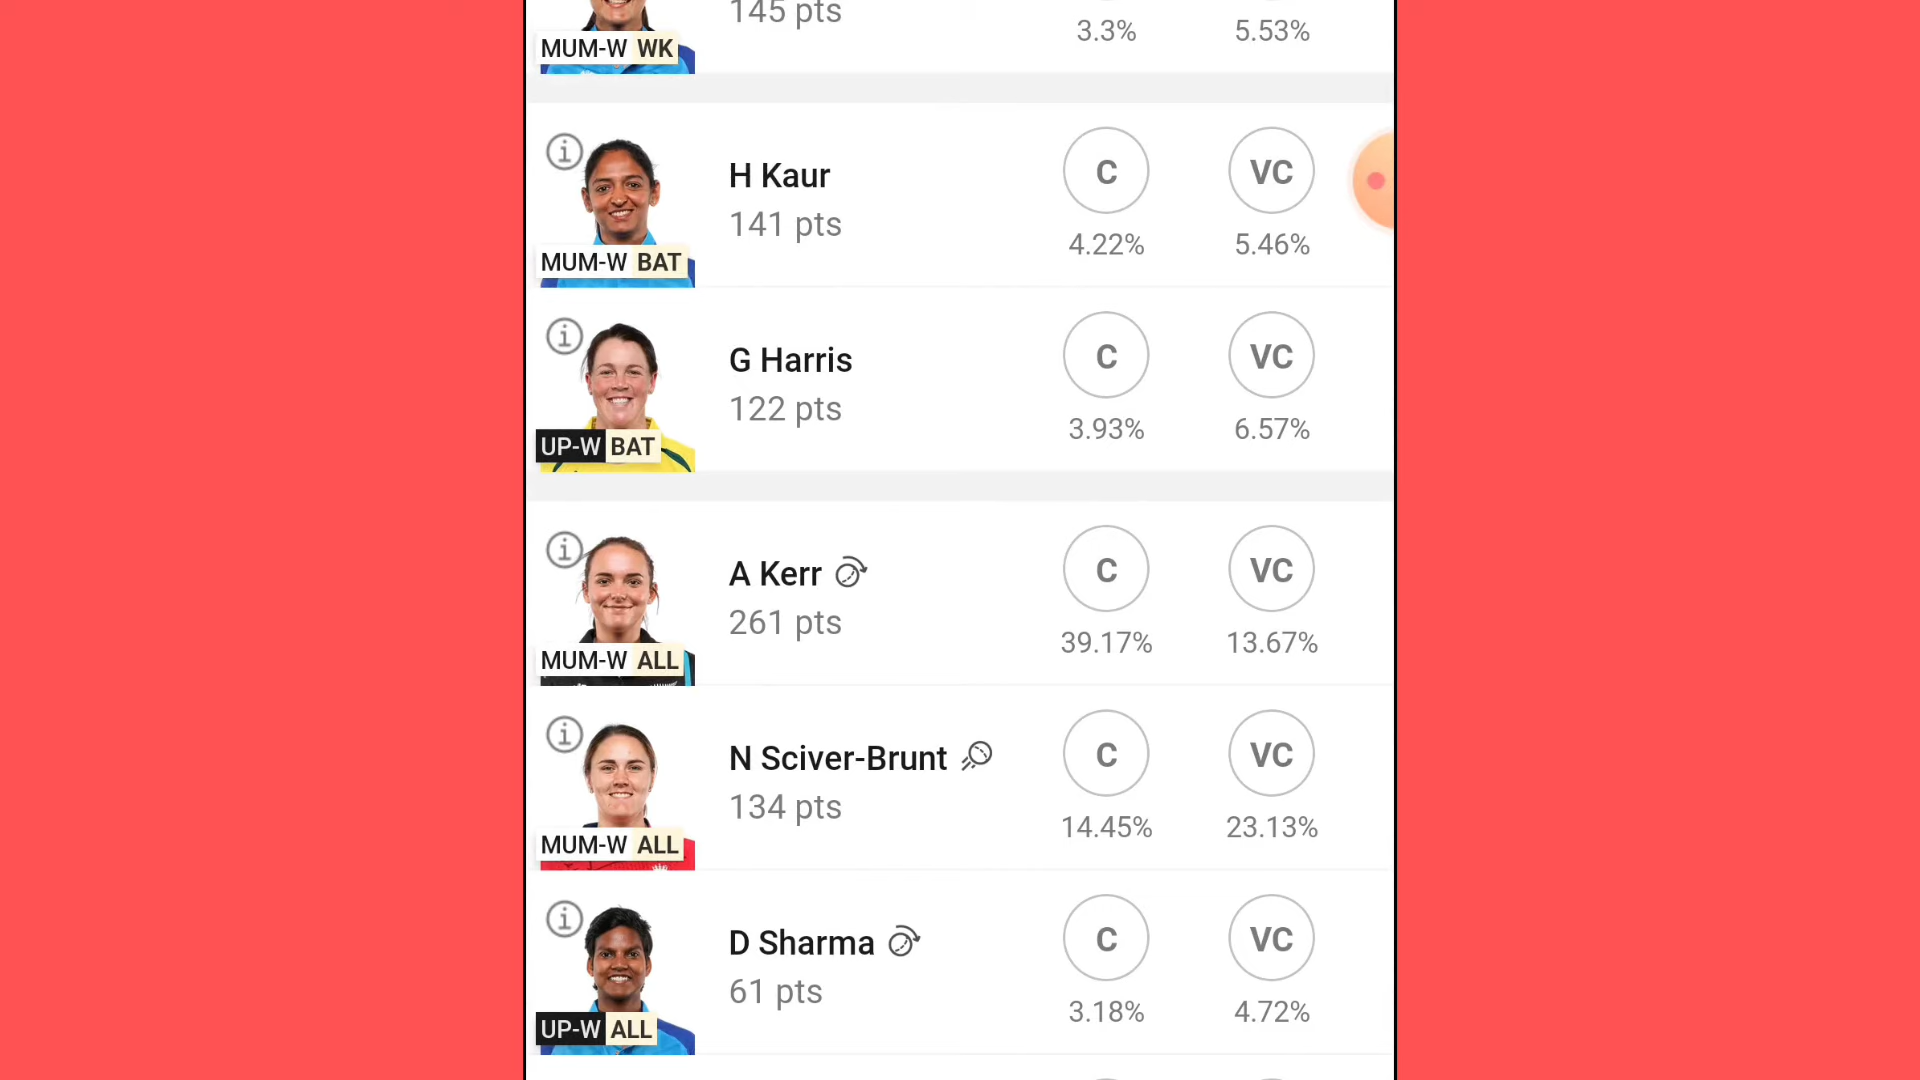 145 pts
3.3% 5.53%
MUM-W WK
H Kaur
141 pts
C VC
4.22% 5.46%
MUM-W BAT
G Harris
122 pts
C VC
3.93% 6.57%
UP-W BAT
A Kerr
261 pts
C VC
39.17% 13.67%
MUM-W ALL
N Sciver-Brunt
134 pts
C VC
14.45% 23.13%
MUM-W ALL
D Sharma
61 pts
C VC
3.18% 4.72%
UP-W ALL